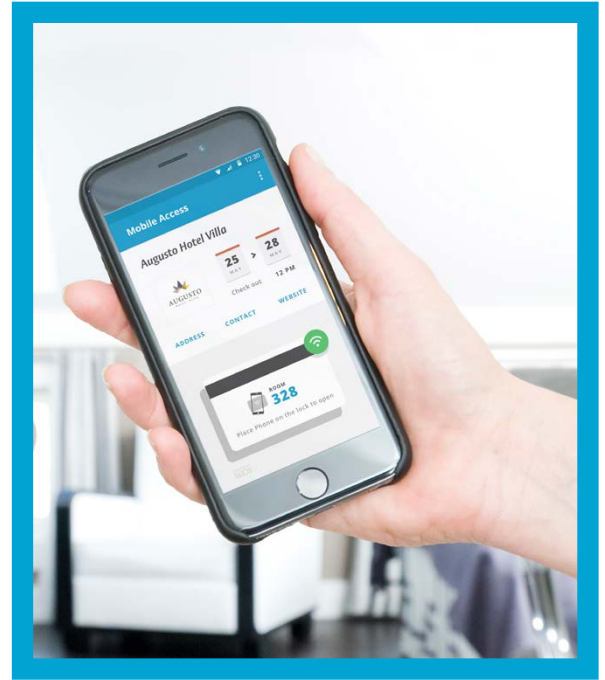 12:30
Mobile Access
Augusto Hotel Villa
AUGUSTO
25 > 28
MAY MAY
Check out 12 PM
ADDRESS CONTACT WEBSITE
ROOM
328
Place Phone on the lock to open